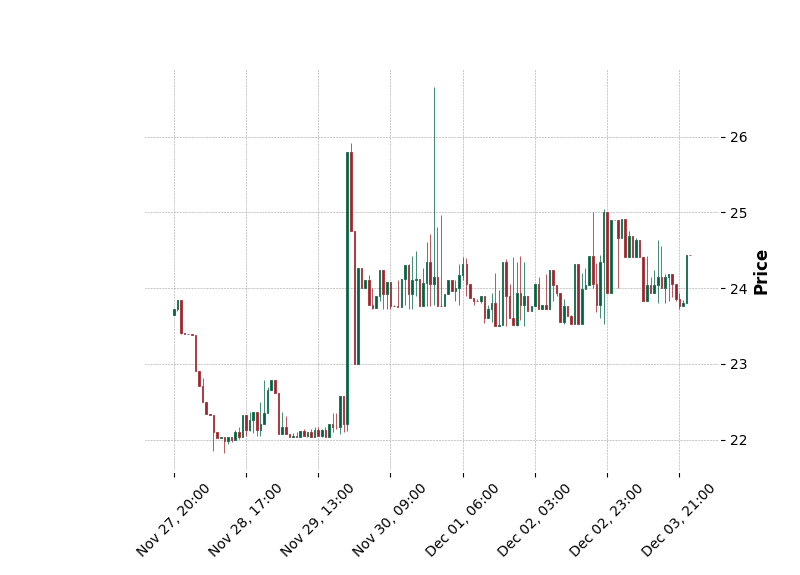 26
25
24
23
22
Price
Nov 27, 20:00
Nov 28, 17:00
Nov 29, 13:00
Nov 30, 09:00
Dec 01, 06:00
Dec 02, 03:00
Dec 02, 23:00
Dec 03, 21:00